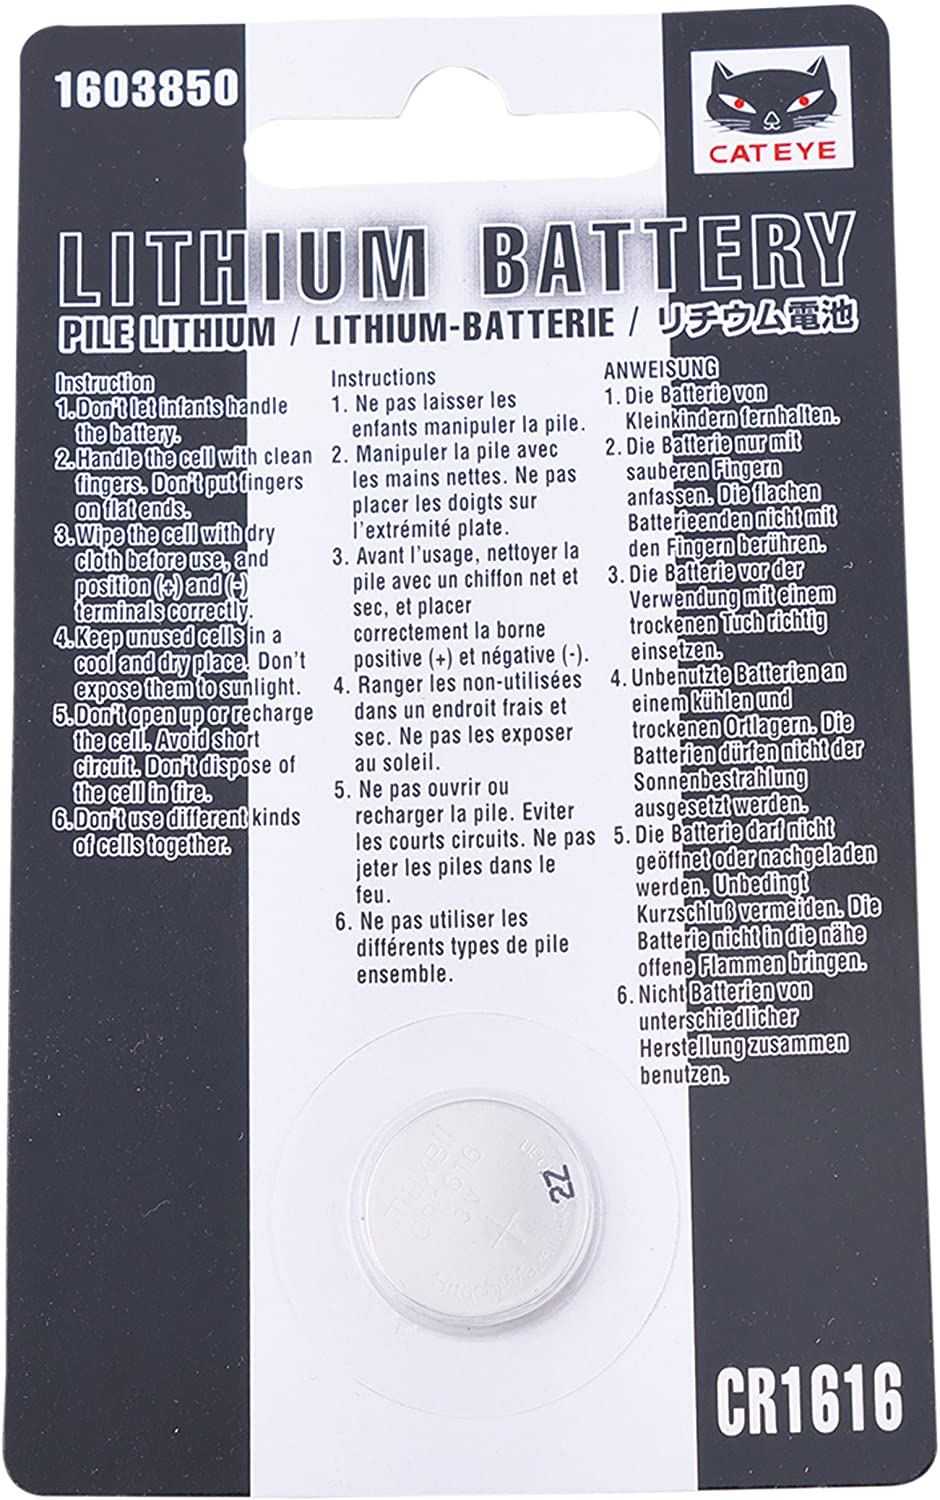 1603850
CATEYE
LITHIUM BATTERY
PILE LITHIUM / LITHIUM-BATTERIE / リチウム電池
Instruction
1. Don't let infants handle
the battery.
2. Handle the cell with clean
fingers. Don't put fingers
on flat ends.
3. Wipe the cell with dry
cloth before use, and
position (+) and (-)
terminals correctly.
4. Keep unused cells in a
cool and dry place. Don't
expose them to sunlight.
5. Don't open up or recharge
the cell. Avoid short
circuit. Don't dispose of
the cell in fire.
6. Don't use different kinds
of cells together.
Instructions
1. Ne pas laisser les
enfants manipuler la pile.
2. Manipuler la pile avec
les mains nettes. Ne pas
placer les doigts sur
l'extrémité plate.
3. Avant l'usage, nettoyer la
pile avec un chiffon net et
sec, et placer
correctement la borne
positive (+) et négative (-).
4. Ranger les non-utilisées
dans un endroit frais et
sec. Ne pas les exposer
au soleil.
5. Ne pas ouvrir ou
recharger la pile. Eviter
les courts circuits. Ne pas
jeter les piles dans le
feu.
6. Ne pas utiliser les
différents types de pile
ensemble.
ANWEISUNG
1. Die Batterie von
Kleinkindern fernhalten.
2. Die Batterie nur mit
sauberen Fingern
anfassen. Die flachen
Batterieenden nicht mit
den Fingern berühren.
3. Die Batterie vor der
Verwendung mit einem
trockenen Tuch richtig
einsetzen.
4. Unbenutzte Batterien an
einem kühlen und
trockenen Ortlagern. Die
Batterien dürfen nicht der
Sonnenbestrahlung
ausgesetzt werden.
5. Die Batterie darf nicht
geöffnet oder nachgeladen
werden. Unbedingt
Kurzschluß vermeiden. Die
Batterie nicht in die nähe
offene Flammen bringen.
6. Nicht Batterien von
unterschiedlicher
Herstellung zusammen
benutzen.
CR1616
3V
+
2Z
CR1616